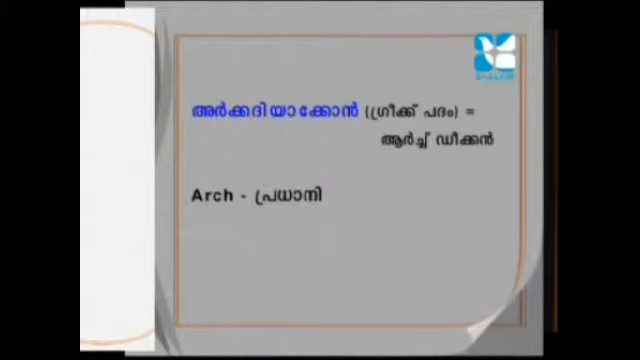 അർക്കദിയാക്കോൻ (ഗ്രീക്ക് പദം) =
ആർച്ച് ഡീക്കൻ
Arch - പ്രധാനി